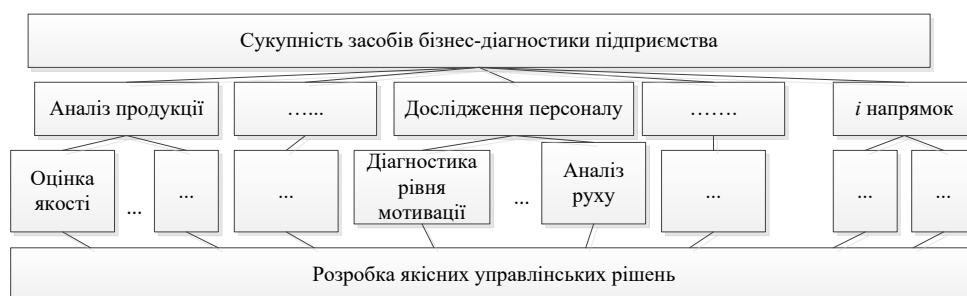 Сукупність засобів бізнес-діагностики підприємства
Аналіз продукції
…...
Дослідження персоналу
…….
і напрямок
Оцінка
якості
...
...
...
Діагностика
рівня
мотивації
...
Аналіз
руху
...
...
...
Розробка якісних управлінських рішень